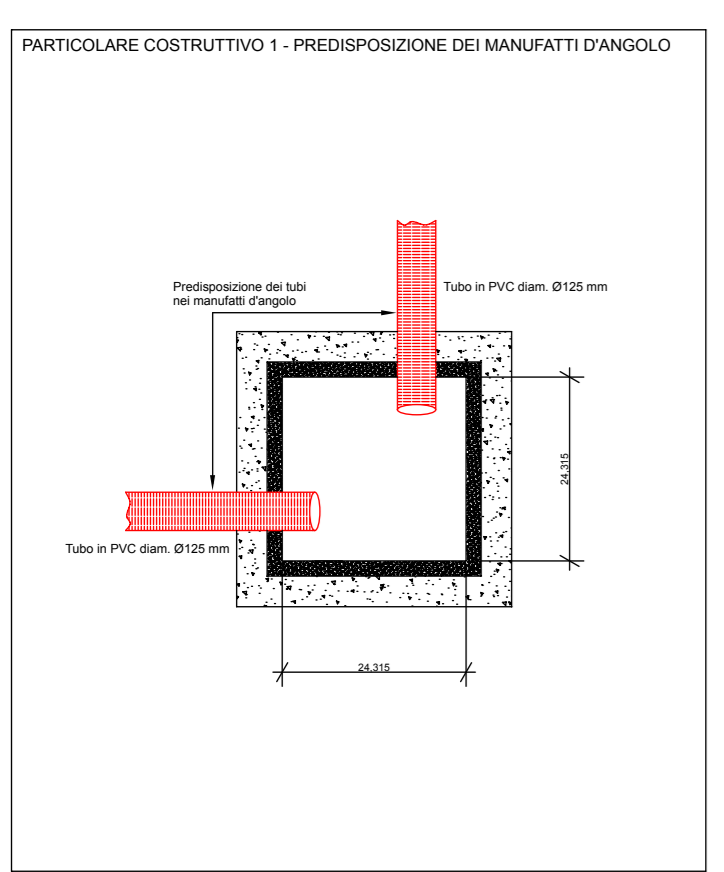 PARTICOLARE COSTRUTTIVO 1 - PREDISPOSIZIONE DEI MANUFATTI D'ANGOLO
Predisposizione dei tubi
nei manufatti d'angolo
Tubo in PVC diam. Ø125 mm
24.315
Tubo in PVC diam. Ø125 mm
24.315